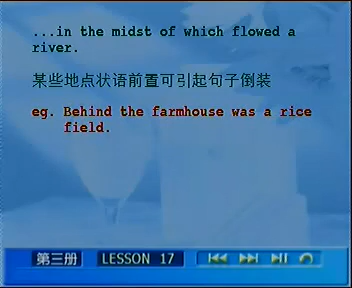 ...in the midst of which flowed a
river.
某些地点状语前置可引起句子倒装
eg. Behind the farmhouse was a rice
field.
第三册 LESSON 17